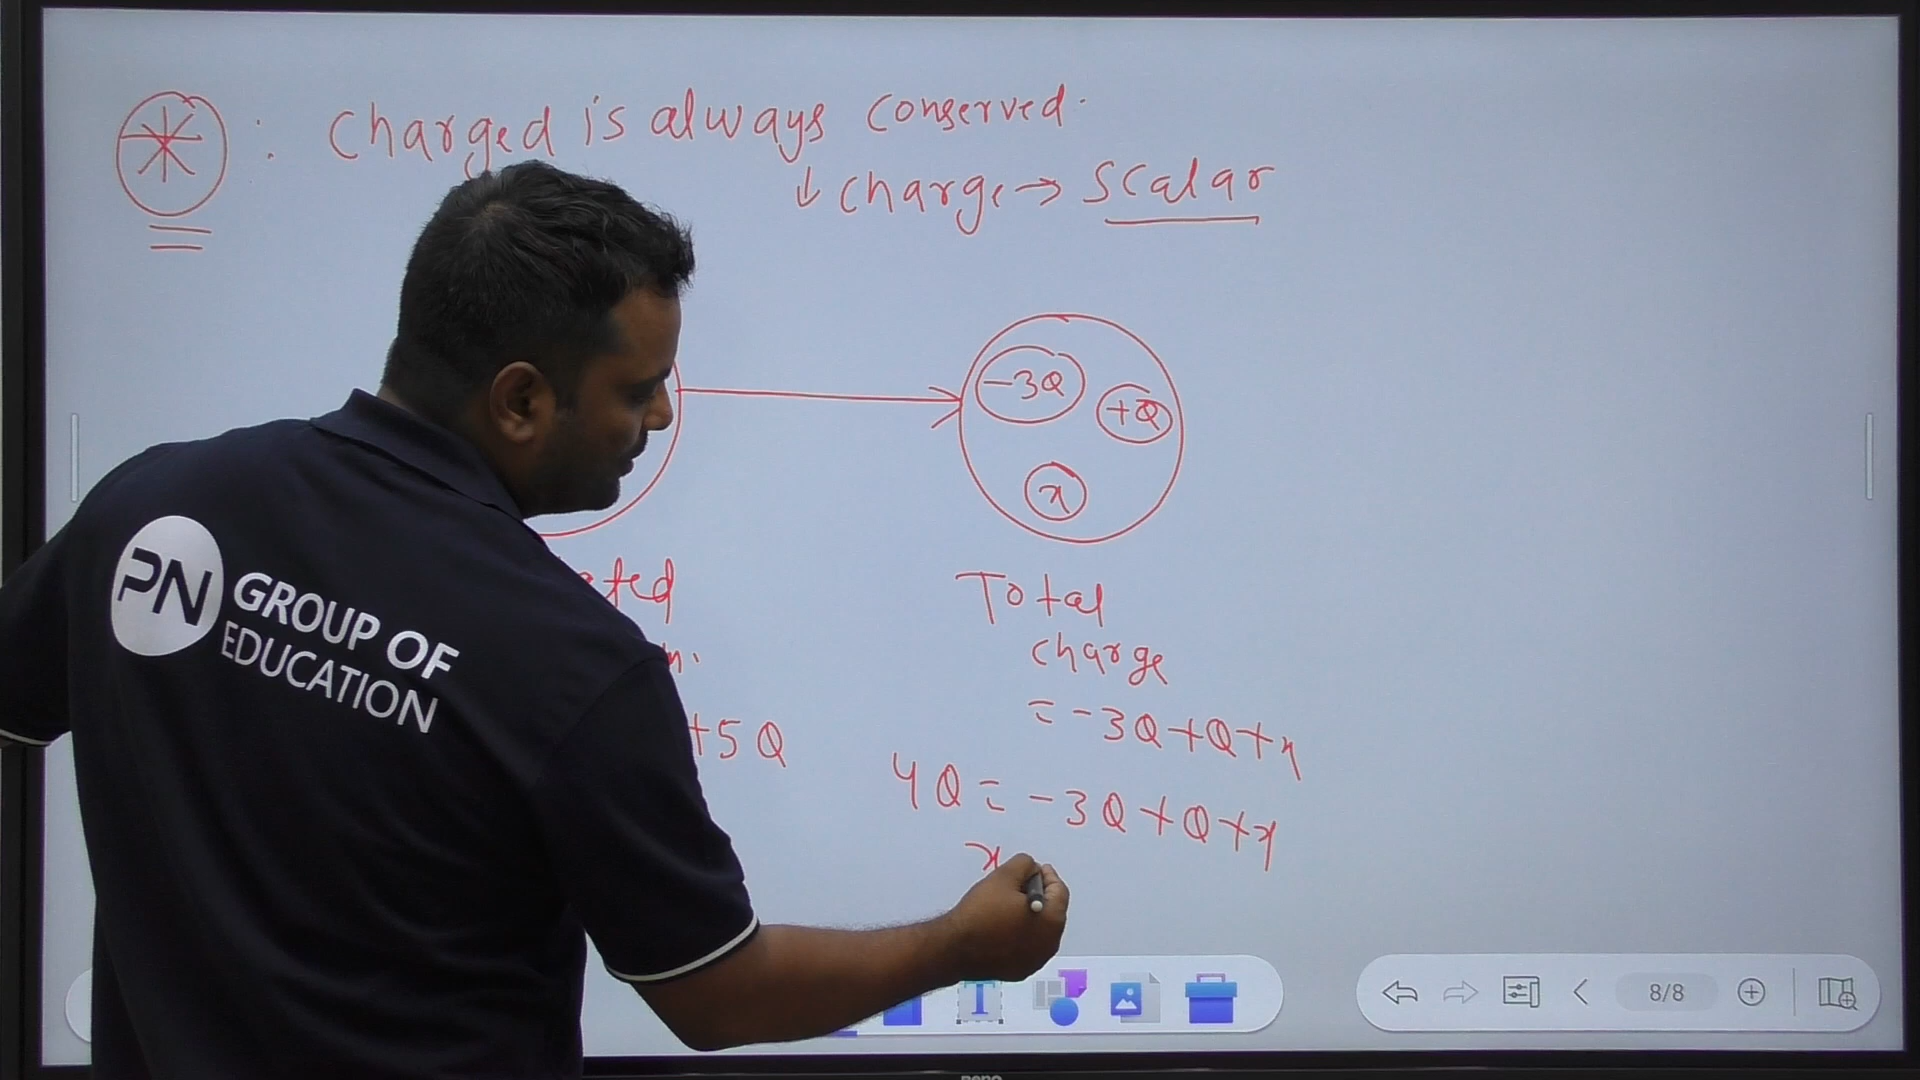 : Charged is always conserved.
↓ charge → Scalar
-3Q
+Q
x
Total
charge
= -3Q+Q+x
+5Q
4Q = -3Q+Q+x
x
PN GROUP OF
EDUCATION
T
8/8